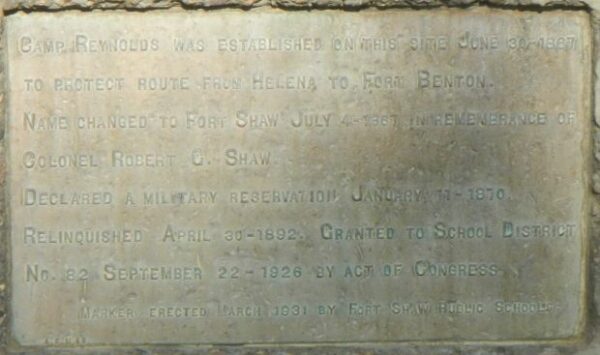 CAMP REYNOLDS WAS ESTABLISHED ON THIS SITE JUNE 30-1867
TO PROTECT ROUTE FROM HELENA TO FORT BENTON.
NAME CHANGED TO FORT SHAW JULY 4-1867 IN REMEMBRANCE OF
COLONEL ROBERT G. SHAW.
DECLARED A MILITARY RESERVATION JANUARY 11-1870.
RELINQUISHED APRIL 30-1892. GRANTED TO SCHOOL DISTRICT
NO. 82 SEPTEMBER 22-1926 BY ACT OF CONGRESS
MARKER ERECTED MARCH 1931 BY FORT SHAW PUBLIC SCHOOLS